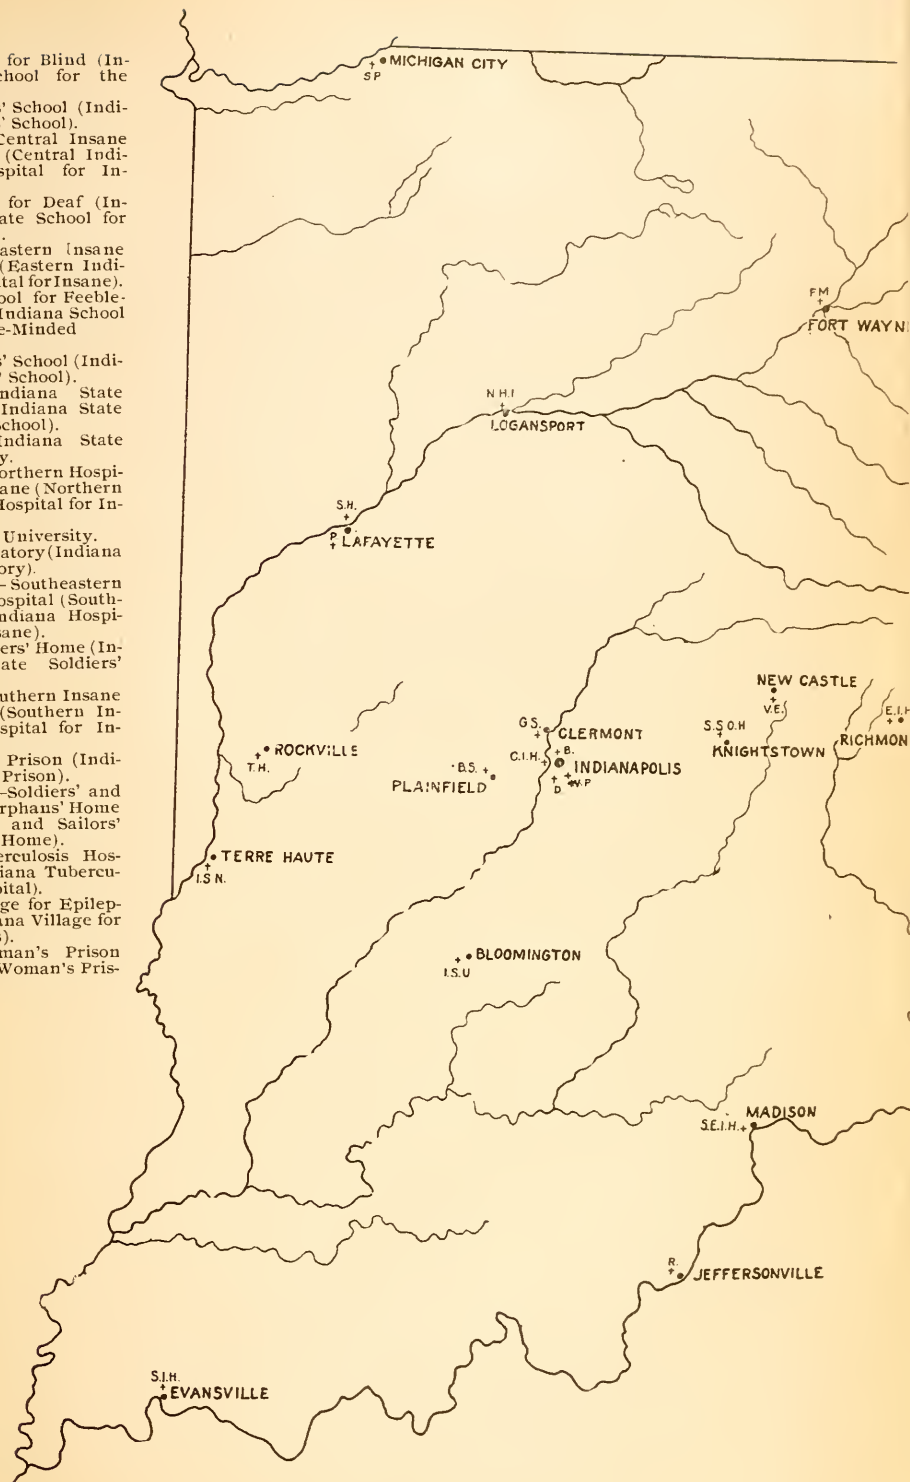 for Blind (In-
chool for the
s' School (Indi-
' School).
Central Insane
(Central Indi-
spital for In-
for Deaf (In-
ate School for
.
astern Insane
(Eastern Indi-
tal for Insane).
ool for Feeble-
Indiana School
e-Minded
s' School (Indi-
' School).
ndiana State
Indiana State
School).
Indiana State
y.
orthern Hospi-
ane (Northern
Hospital for In-
University.
atory (Indiana
ory).
—Southeastern
ospital (South-
ndiana Hospi-
sane).
ers' Home (In-
ate Soldiers'
uthern Insane
(Southern In-
spital for In-
Prison (Indi-
Prison).
—Soldiers' and
rphans' Home
and Sailors'
Home).
erculosis Hos-
iana Tubercu-
pital).
ge for Epilep-
ana Village for
s).
man's Prison
Woman's Pris-
MICHIGAN CITY
S P
F M
FORT WAYN
N H I
LOGANSPORT
S.H.
P
LAFAYETTE
NEW CASTLE
V.E.
G S.
CLERMONT
S.S.O.H
KNIGHTSTOWN
E.I.H
RICHMON
ROCKVILLE
T.H.
C.I.H.
B.
INDIANAPOLIS
D
W.P
B.S.
PLAINFIELD
TERRE HAUTE
I.S N.
BLOOMINGTON
I.S.U
MADISON
S.E.I.H.
R.
JEFFERSONVILLE
S.I.H.
EVANSVILLE